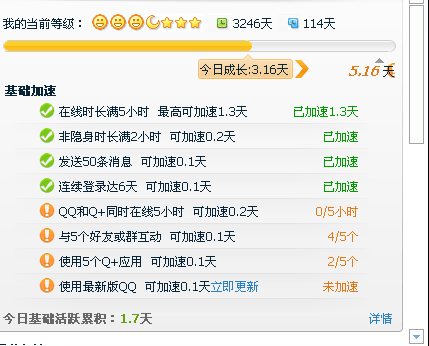 我的当前等级： 3246天 114天
今日成长:3.16天 5.16天
基础加速
在线时长满5小时 最高可加速1.3天 已加速1.3天
非隐身时长满2小时 可加速0.2天 已加速
发送50条消息 可加速0.1天 已加速
连续登录达6天 可加速0.1天 已加速
QQ和Q+同时在线5小时 可加速0.2天 0/5小时
与5个好友或群互动 可加速0.1天 4/5个
使用5个Q+应用 可加速0.1天 2/5个
使用最新版QQ 可加速0.1天立即更新 未加速
今日基础活跃累积：1.7天 详情